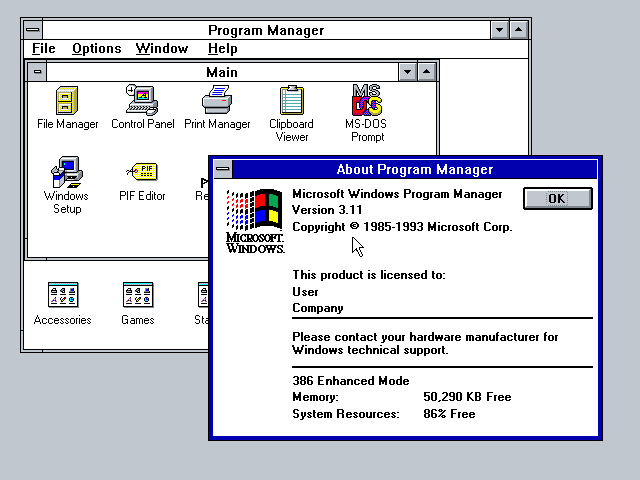 Program Manager
File Options Window Help
Main
File Manager
Control Panel
Print Manager
Clipboard
Viewer
MS-DOS
Prompt
MS
DOS
Windows
Setup
PIF
PIF Editor
Accessories
Games
About Program Manager
Microsoft Windows Program Manager
Version 3.11
Copyright © 1985-1993 Microsoft Corp.
OK
MICROSOFT.
WINDOWS.
This product is licensed to:
User
Company
Please contact your hardware manufacturer for
Windows technical support.
386 Enhanced Mode
Memory: 50,290 KB Free
System Resources: 86% Free